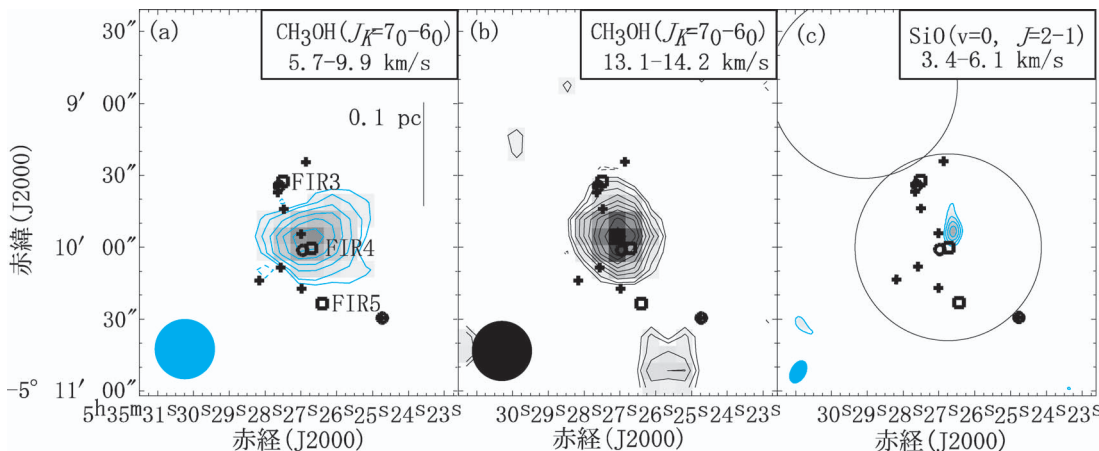 (a)
CH₃OH(J_K=7₀-6₀)
5.7-9.9 km/s
(b)
CH₃OH(J_K=7₀-6₀)
13.1-14.2 km/s
(c)
SiO(v=0, J=2-1)
3.4-6.1 km/s
30″
9′ 00″
30″
10′ 00″
30″
-5° 11′ 00″
赤緯(J2000)
0.1 pc
FIR3
FIR4
FIR5
5ʰ35ᵐ31ˢ30ˢ29ˢ28ˢ27ˢ26ˢ25ˢ24ˢ23ˢ
30ˢ29ˢ28ˢ27ˢ26ˢ25ˢ24ˢ23ˢ
30ˢ29ˢ28ˢ27ˢ26ˢ25ˢ24ˢ23ˢ
赤経(J2000)
赤経(J2000)
赤経(J2000)